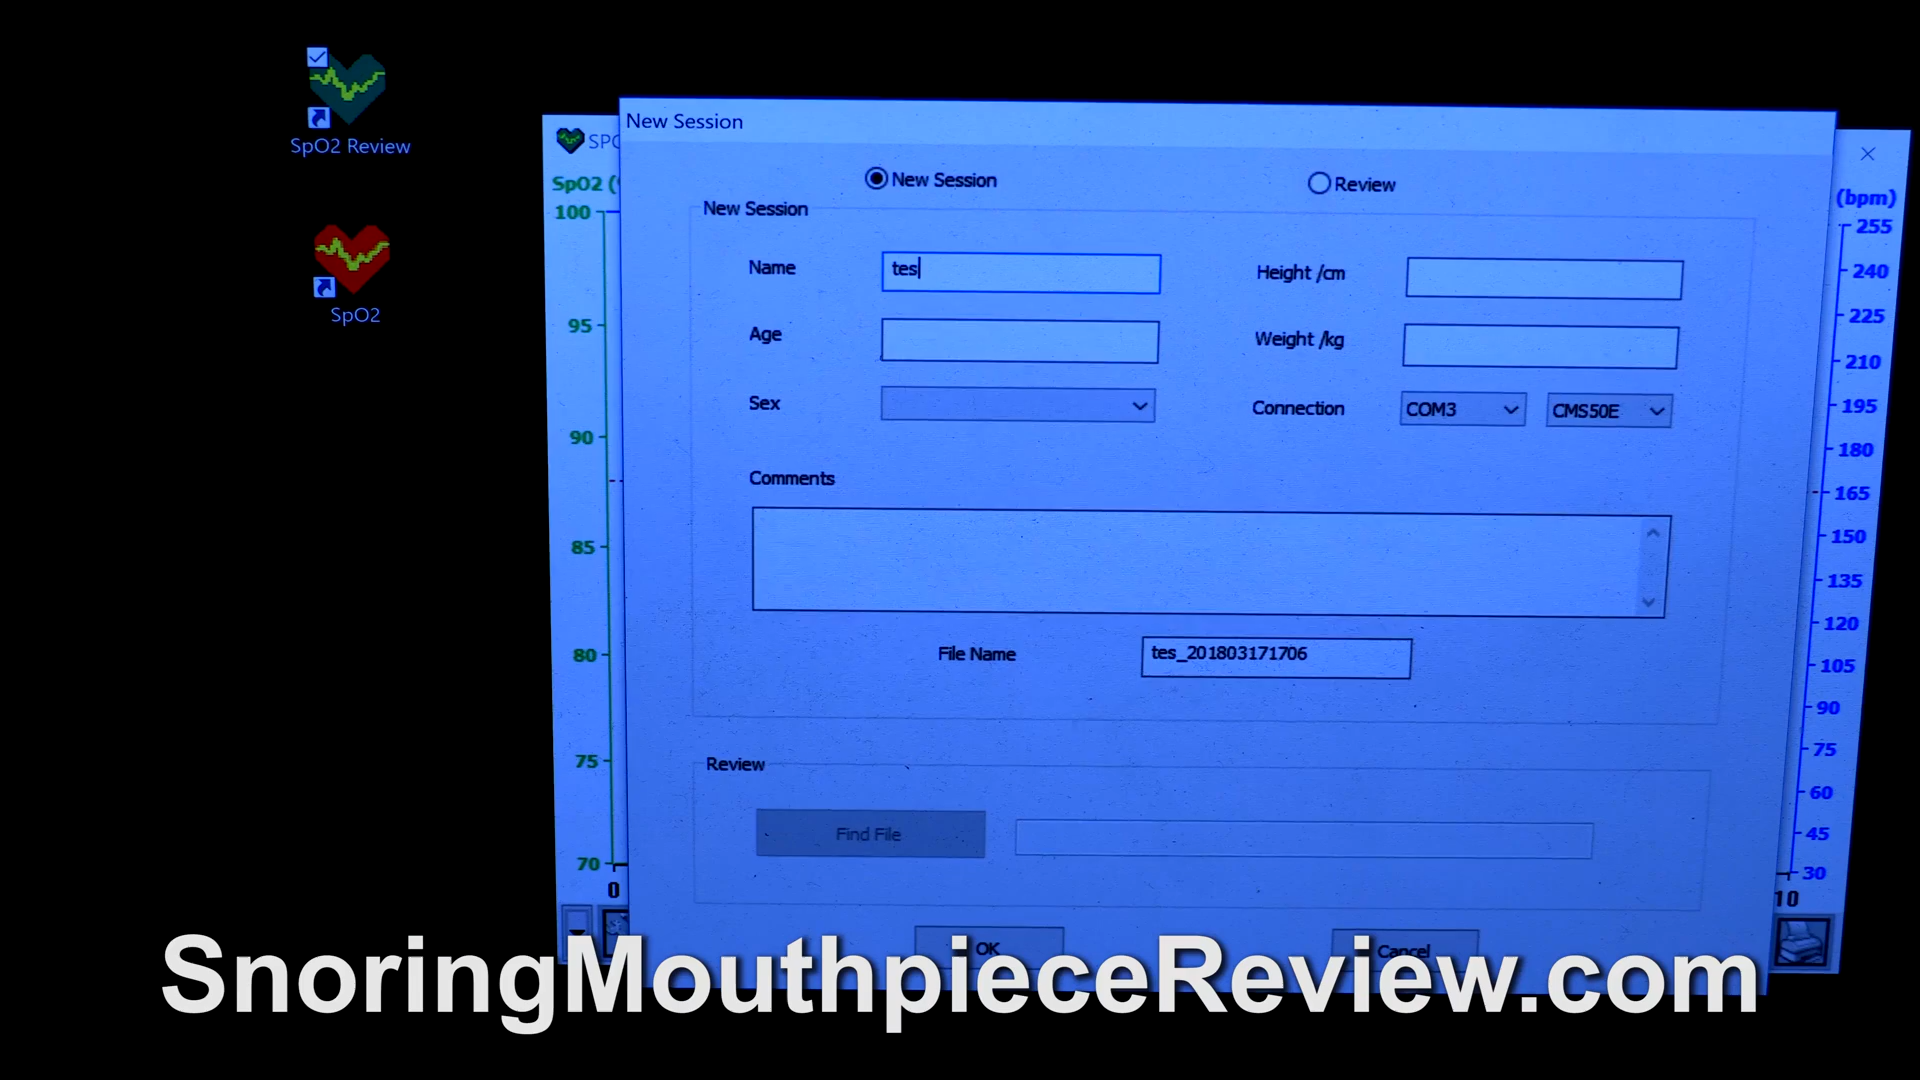 SpO2 Review
SpO2
SPO
New Session
New Session
Review
New Session
Name
tes
Height /cm
Age
Weight /kg
Sex
Connection
COM3
CMS50E
Comments
File Name
tes_201803171706
Review
Find File
OK
Cancel
SpO2 (
100
95
90
85
80
75
70
0
(bpm)
255
240
225
210
195
180
165
150
135
120
105
90
75
60
45
30
10
SnoringMouthpieceReview.com